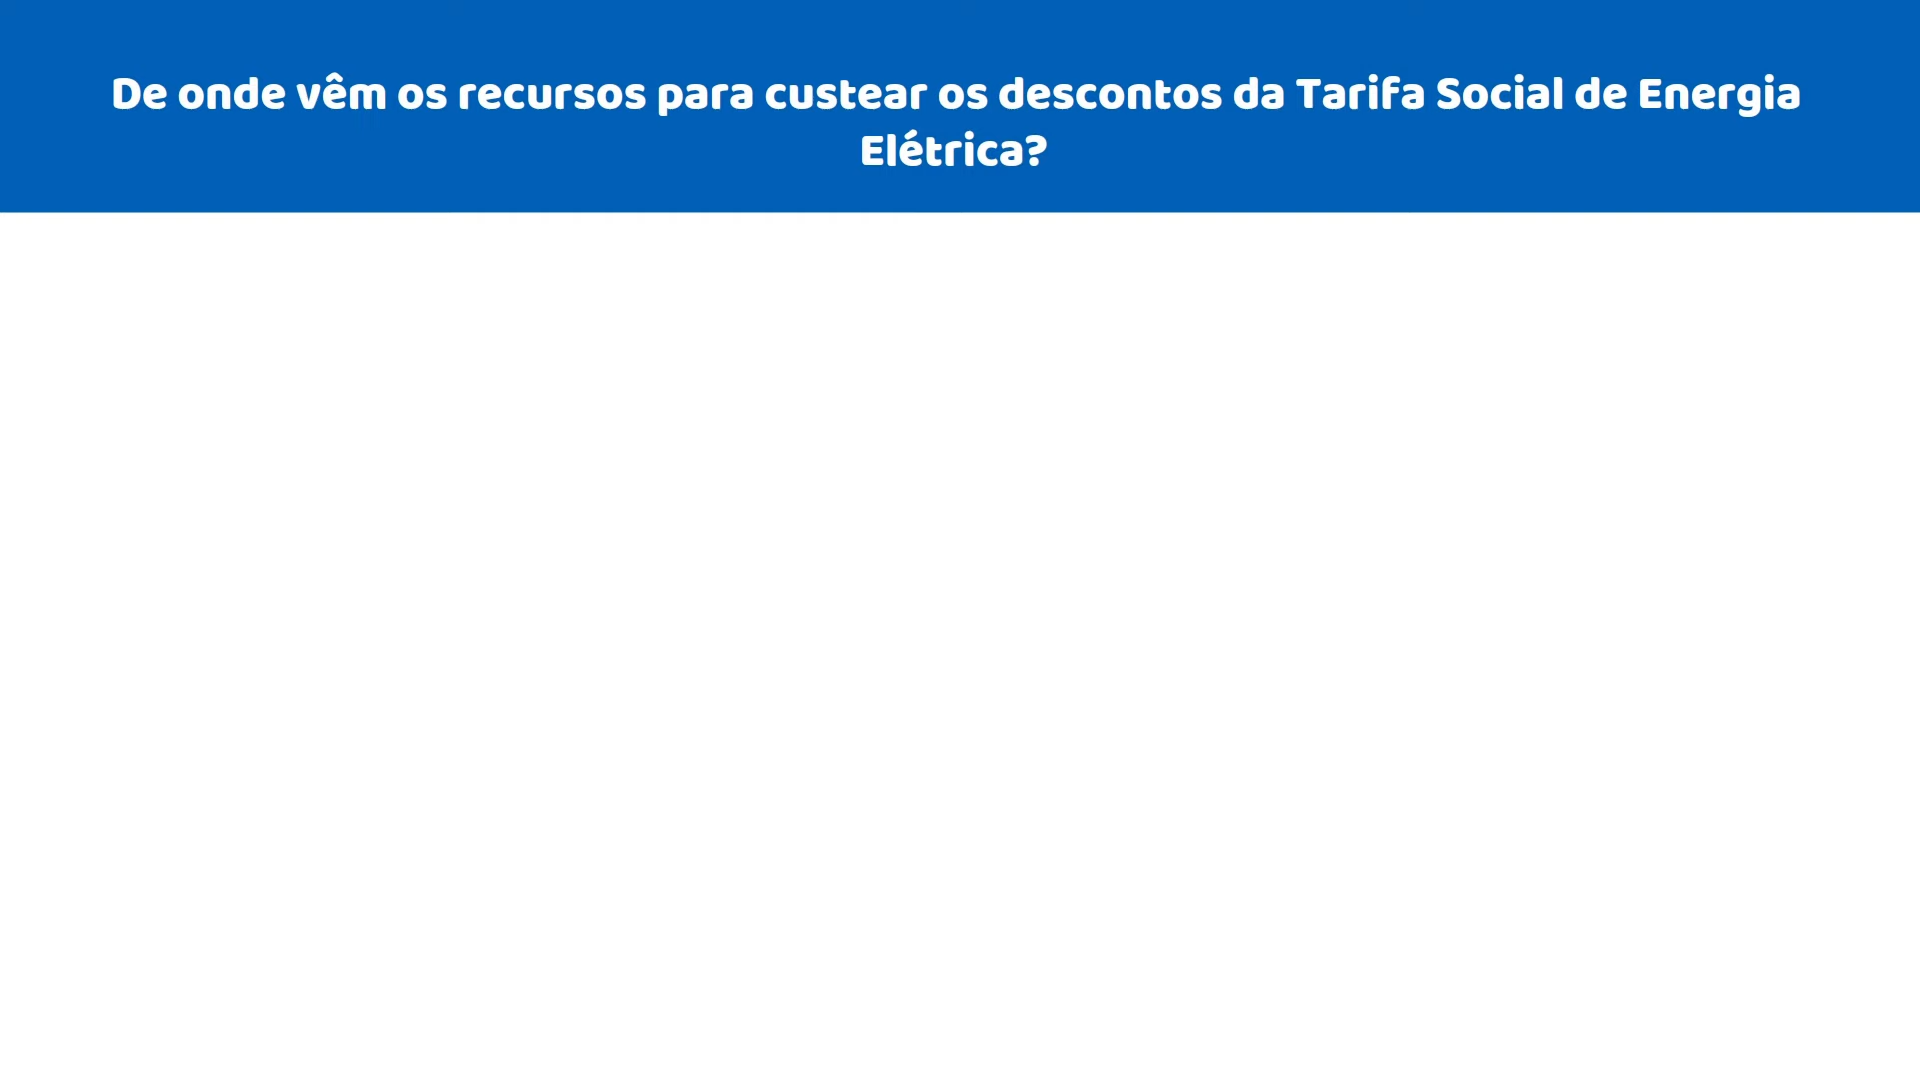 De onde vêm os recursos para custear os descontos da Tarifa Social de Energia
Elétrica?